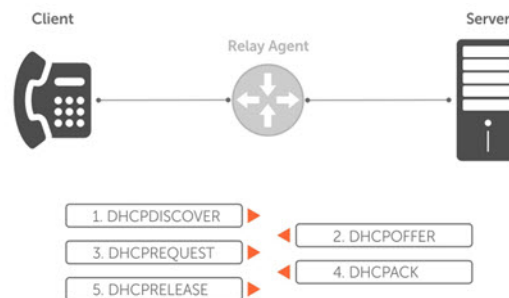 Client
Server
Relay Agent
1. DHCPDISCOVER
2. DHCPOFFER
3. DHCPREQUEST
4. DHCPACK
5. DHCPRELEASE